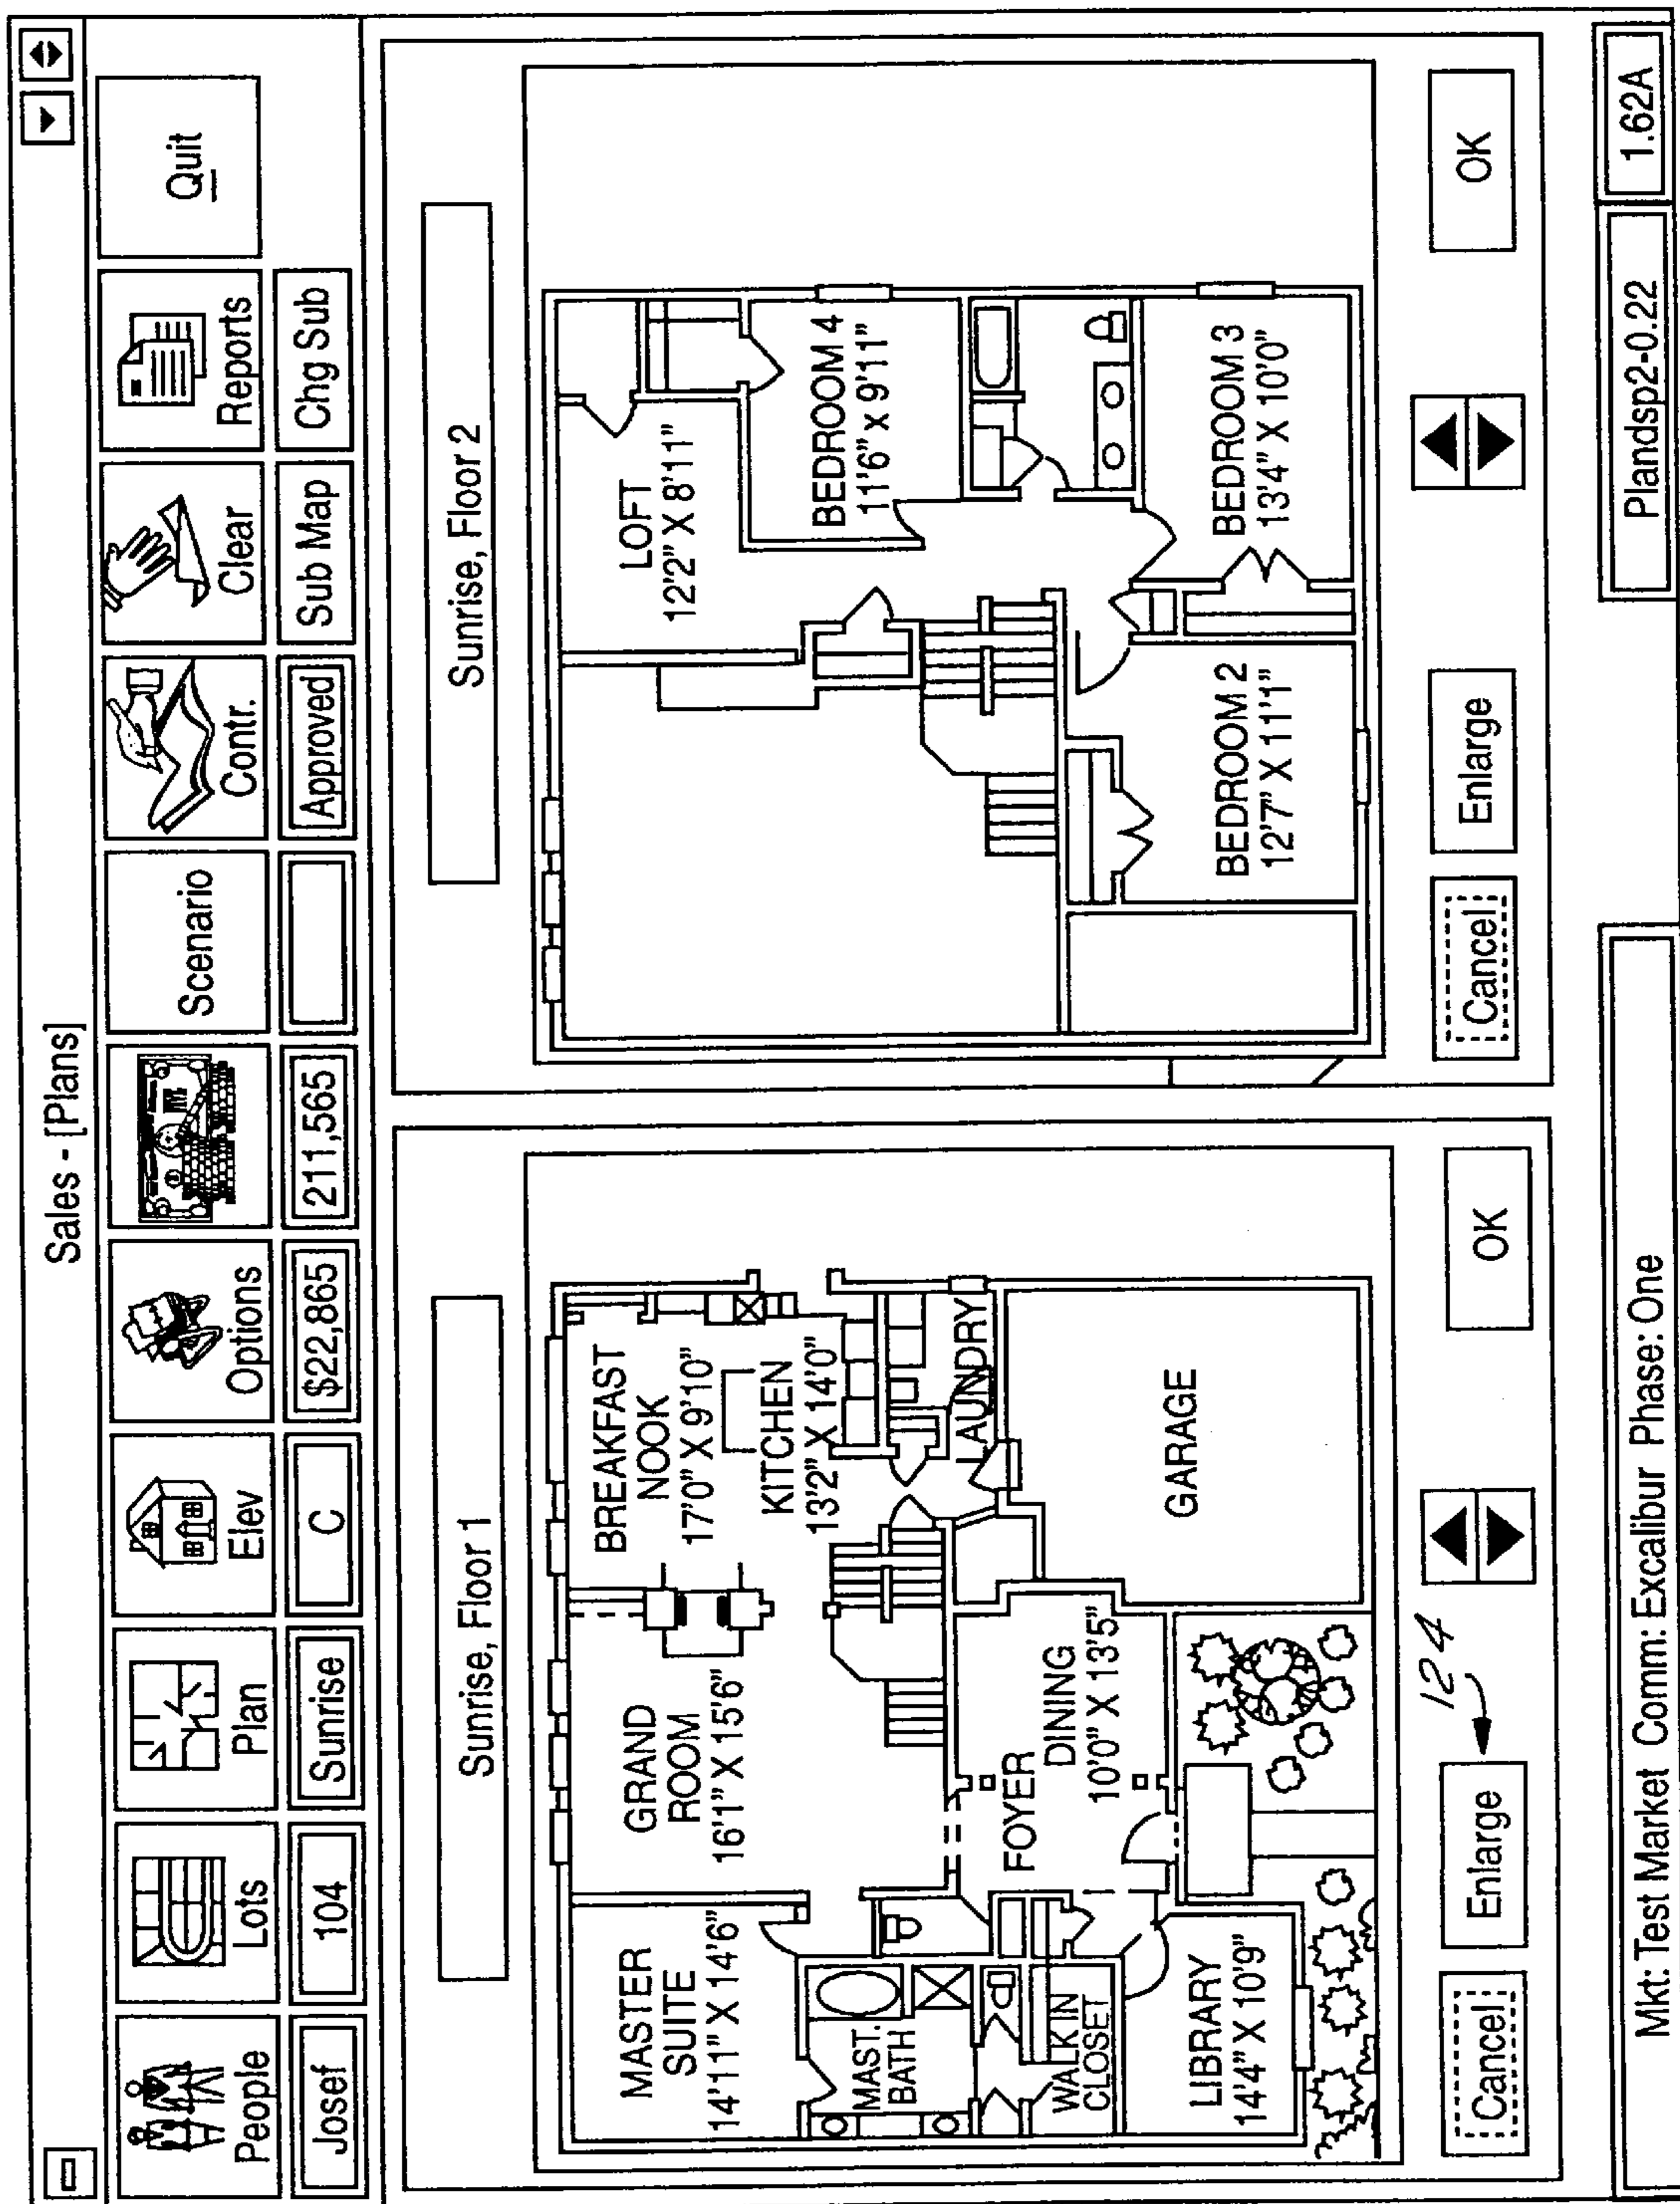 Sales - [Plans]
People
Lots
Plan
Elev
Options
Scenario
Contr.
Clear
Reports
Quit
Josef
104
Sunrise
C
$22,865
211,565
Approved
Sub Map
Chg Sub
Sunrise, Floor 1
MASTER
SUITE
14'11" X 14'6"
GRAND
ROOM
16'1" X 15'6"
BREAKFAST
NOOK
17'0" X 9'10"
KITCHEN
13'2" X 14'0"
MAST.
BATH
WALK IN
CLOSET
LAUNDRY
FOYER
DINING
10'0" X 13'5"
LIBRARY
14'4" X 10'9"
GARAGE
Cancel
Enlarge
124
OK
Sunrise, Floor 2
LOFT
12'2" X 8'11"
BEDROOM 4
11'6" x 9'11"
BEDROOM 2
12'7" X 11'1"
BEDROOM 3
13'4" X 10'0"
Cancel
Enlarge
OK
Mkt: Test Market Comm: Excalibur Phase: One
Plandsp2-0.22
1.62A